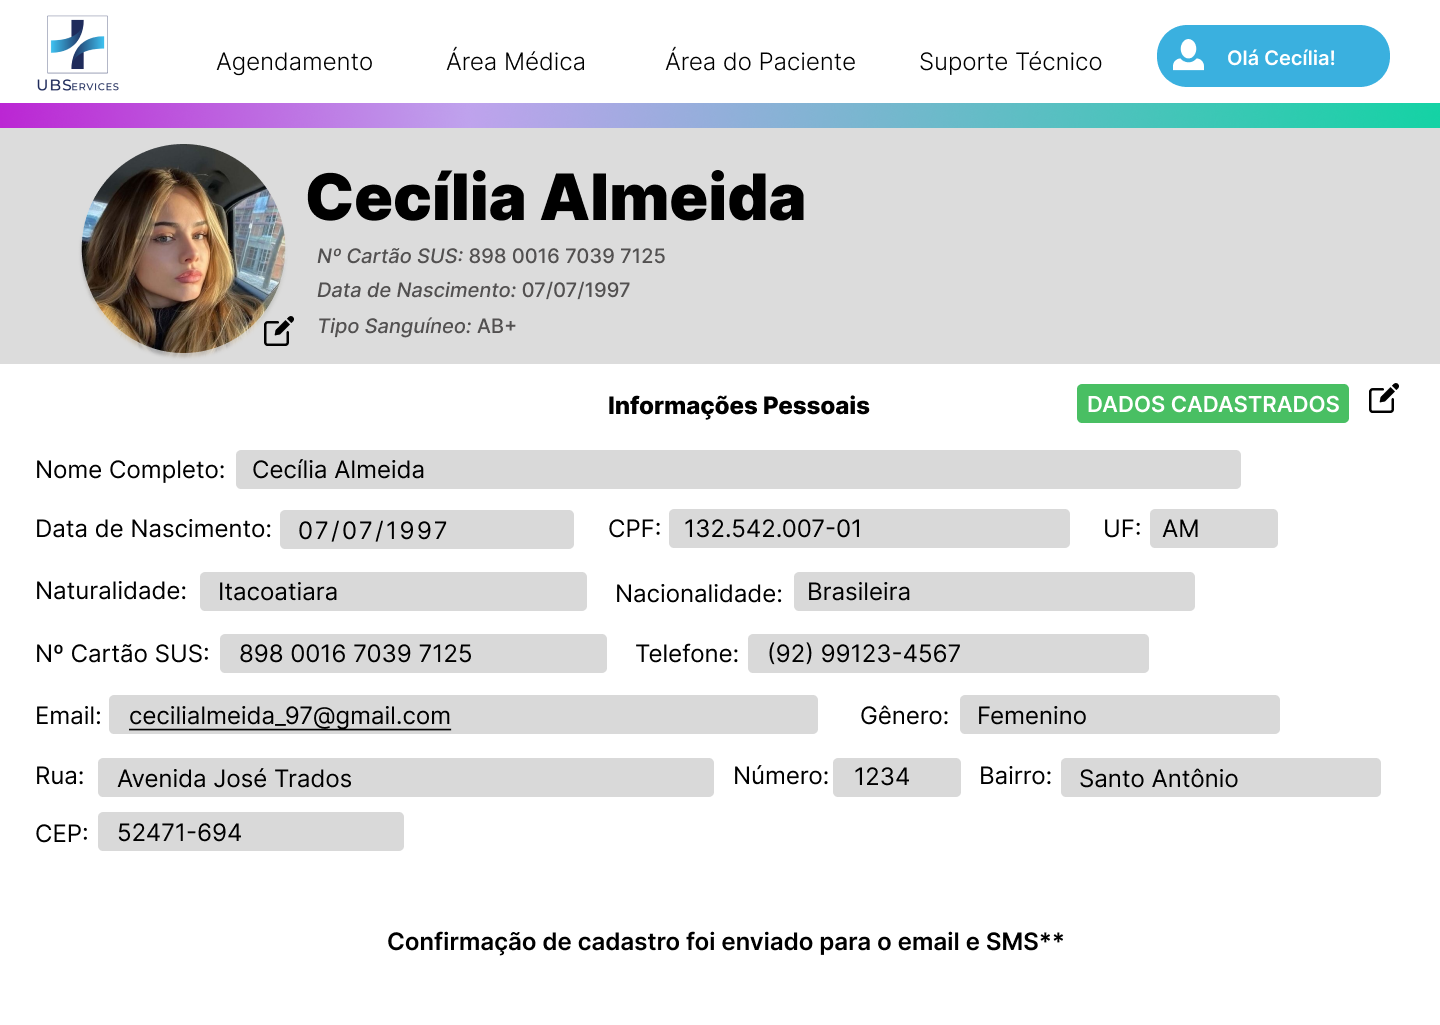 UBSERVICES
Agendamento Área Médica Área do Paciente Suporte Técnico Olá Cecília!
Cecília Almeida
Nº Cartão SUS: 898 0016 7039 7125
Data de Nascimento: 07/07/1997
Tipo Sanguíneo: AB+
Informações Pessoais DADOS CADASTRADOS
Nome Completo: Cecília Almeida
Data de Nascimento: 07/07/1997 CPF: 132.542.007-01 UF: AM
Naturalidade: Itacoatiara Nacionalidade: Brasileira
Nº Cartão SUS: 898 0016 7039 7125 Telefone: (92) 99123-4567
Email: cecilialmeida_97@gmail.com Gênero: Femenino
Rua: Avenida José Trados Número: 1234 Bairro: Santo Antônio
CEP: 52471-694
Confirmação de cadastro foi enviado para o email e SMS**